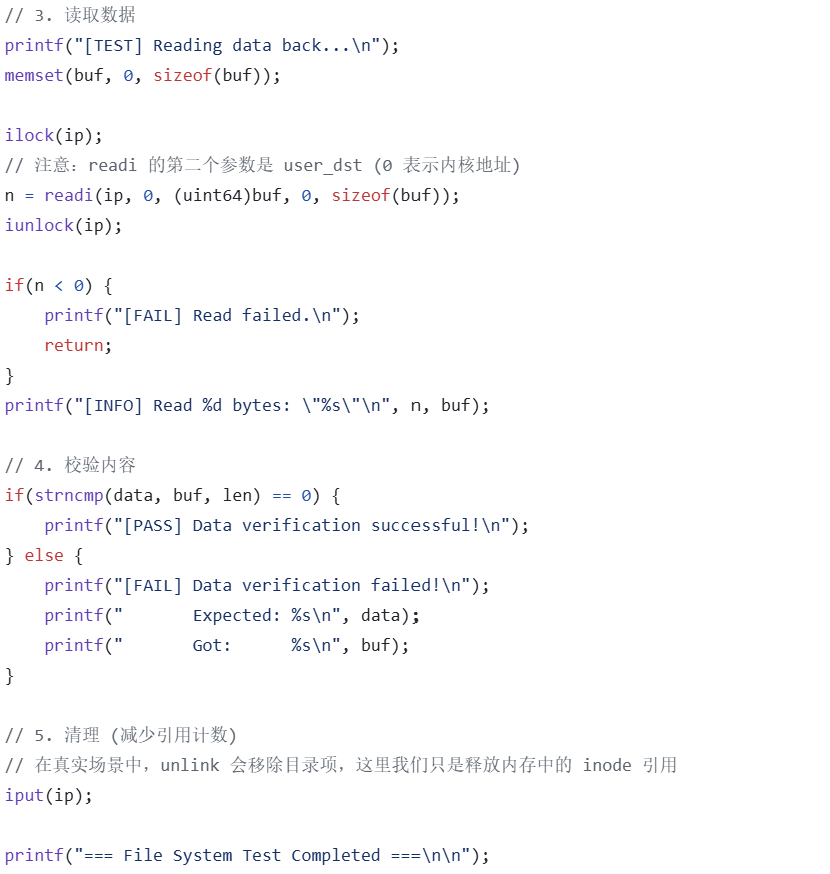 // 3. 读取数据
printf("[TEST] Reading data back...\n");
memset(buf, 0, sizeof(buf));
ilock(ip);
// 注意：readi 的第二个参数是 user_dst (0 表示内核地址)
n = readi(ip, 0, (uint64)buf, 0, sizeof(buf));
iunlock(ip);
if(n < 0) {
    printf("[FAIL] Read failed.\n");
    return;
}
printf("[INFO] Read %d bytes: \"%s\"\n", n, buf);
// 4. 校验内容
if(strncmp(data, buf, len) == 0) {
    printf("[PASS] Data verification successful!\n");
} else {
    printf("[FAIL] Data verification failed!\n");
    printf("       Expected: %s\n", data);
    printf("       Got:      %s\n", buf);
}
// 5. 清理 (减少引用计数)
// 在真实场景中，unlink 会移除目录项，这里我们只是释放内存中的 inode 引用
iput(ip);
printf("=== File System Test Completed ===\n\n");